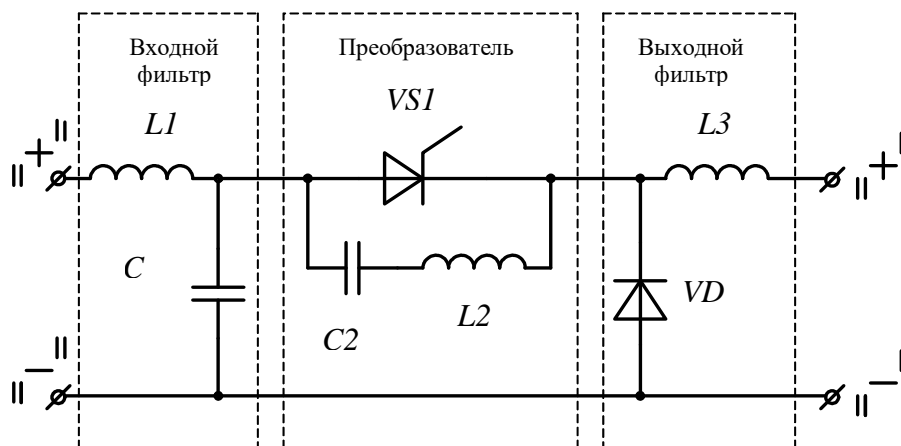 Входной
фильтр
Преобразователь
Выходной
фильтр
L1
VS1
L3
"+"
"+"
C
C2
L2
VD
"−"
"−"